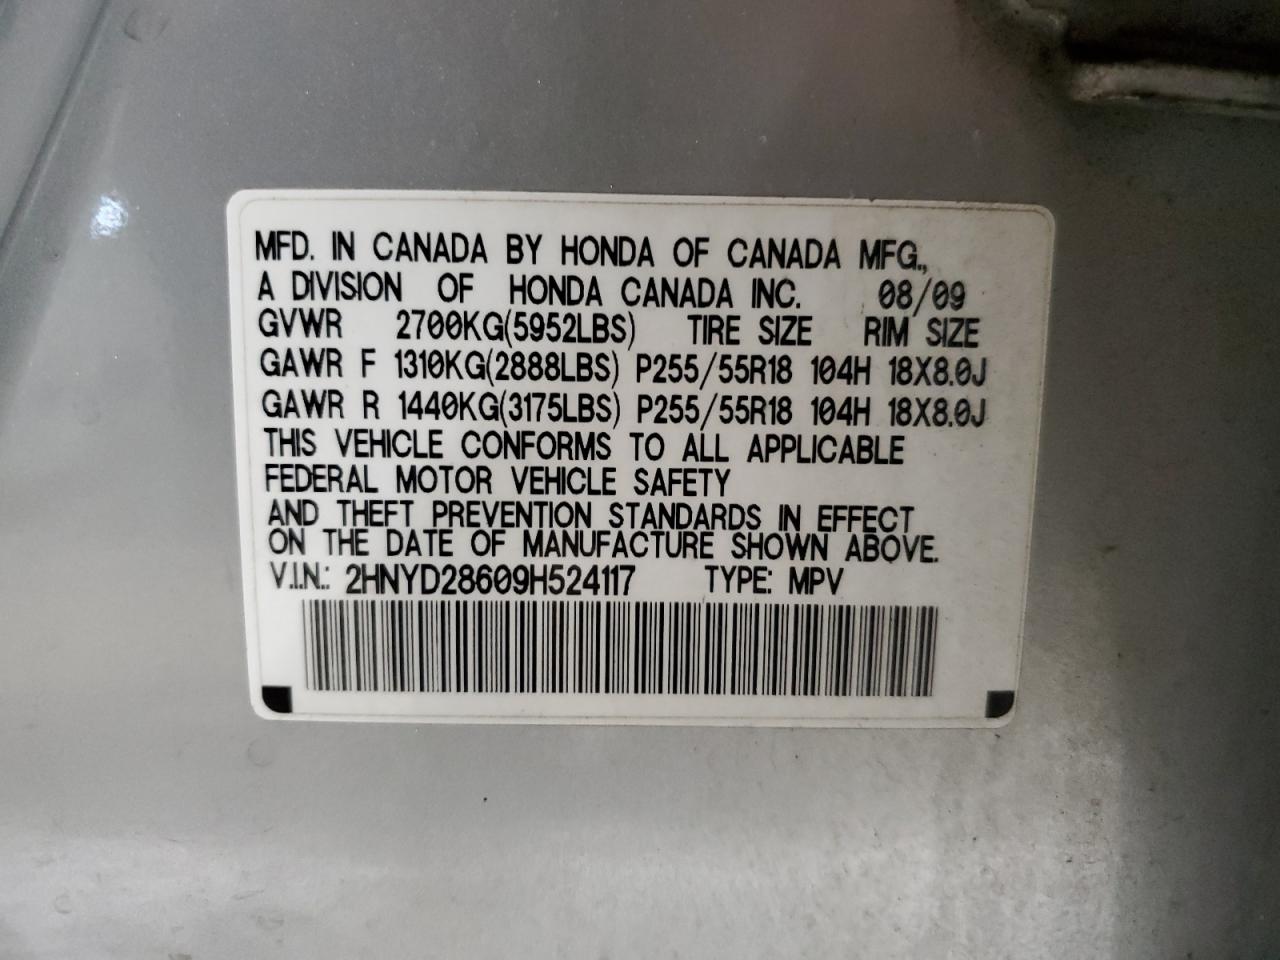 MFD. IN CANADA BY HONDA OF CANADA MFG.,
A DIVISION OF HONDA CANADA INC. 08/09
GVWR 2700KG(5952LBS) TIRE SIZE RIM SIZE
GAWR F 1310KG(2888LBS) P255/55R18 104H 18X8.0J
GAWR R 1440KG(3175LBS) P255/55R18 104H 18X8.0J
THIS VEHICLE CONFORMS TO ALL APPLICABLE
FEDERAL MOTOR VEHICLE SAFETY
AND THEFT PREVENTION STANDARDS IN EFFECT
ON THE DATE OF MANUFACTURE SHOWN ABOVE.
V.I.N.: 2HNYD28609H524117 TYPE: MPV